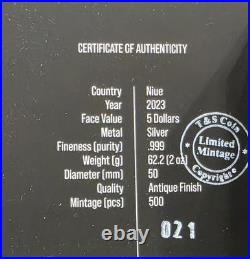 CERTIFICATE OF AUTHENTICITY
Country Niue
Year 2023
Face Value 5 Dollars
Metal Silver
Fineness (purity) .999
Weight (g) 62.2 (2 oz)
Diameter (mm) 50
Quality Antique Finish
Mintage (pcs) 500
T&S Coin
Limited
Mintage
Copyright©
021